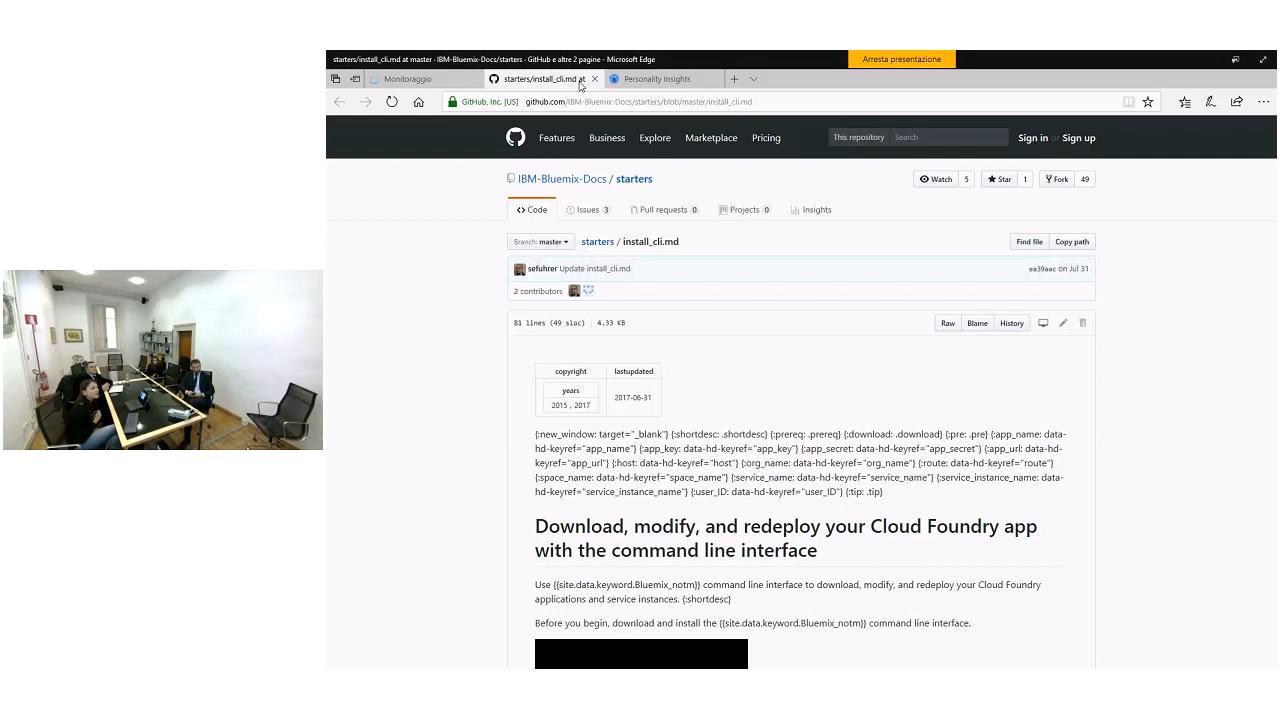 starters/install_cli.md at master · IBM-Bluemix-Docs/starters · GitHub e altre 2 pagine - Microsoft Edge
Arresta presentazione
Monitoraggio
starters/install_cli.md at
Personality Insights
GitHub, Inc. [US] github.com/IBM-Bluemix-Docs/starters/blob/master/install_cli.md
Features Business Explore Marketplace Pricing
This repository Search
Sign in or Sign up
IBM-Bluemix-Docs / starters
Watch 5 Star 1 Fork 49
Code Issues 3 Pull requests 0 Projects 0 Insights
Branch: master starters / install_cli.md
Find file Copy path
sefuhrer Update install_cli.md
ea39aac on Jul 31
2 contributors
81 lines (49 sloc) 4.33 KB
Raw Blame History
copyright lastupdated
years
2015 , 2017
2017-06-31
{:new_window: target="_blank"} {:shortdesc: .shortdesc} {:prereq: .prereq} {:download: .download} {:pre: .pre} {:app_name: data-
hd-keyref="app_name"} {:app_key: data-hd-keyref="app_key"} {:app_secret: data-hd-keyref="app_secret"} {:app_url: data-hd-
keyref="app_url"} {:host: data-hd-keyref="host"} {:org_name: data-hd-keyref="org_name"} {:route: data-hd-keyref="route"}
{:space_name: data-hd-keyref="space_name"} {:service_name: data-hd-keyref="service_name"} {:service_instance_name: data-
hd-keyref="service_instance_name"} {:user_ID: data-hd-keyref="user_ID"} {:tip: .tip}
Download, modify, and redeploy your Cloud Foundry app
with the command line interface
Use {{site.data.keyword.Bluemix_notm}} command line interface to download, modify, and redeploy your Cloud Foundry
applications and service instances. {:shortdesc}
Before you begin, download and install the {{site.data.keyword.Bluemix_notm}} command line interface.